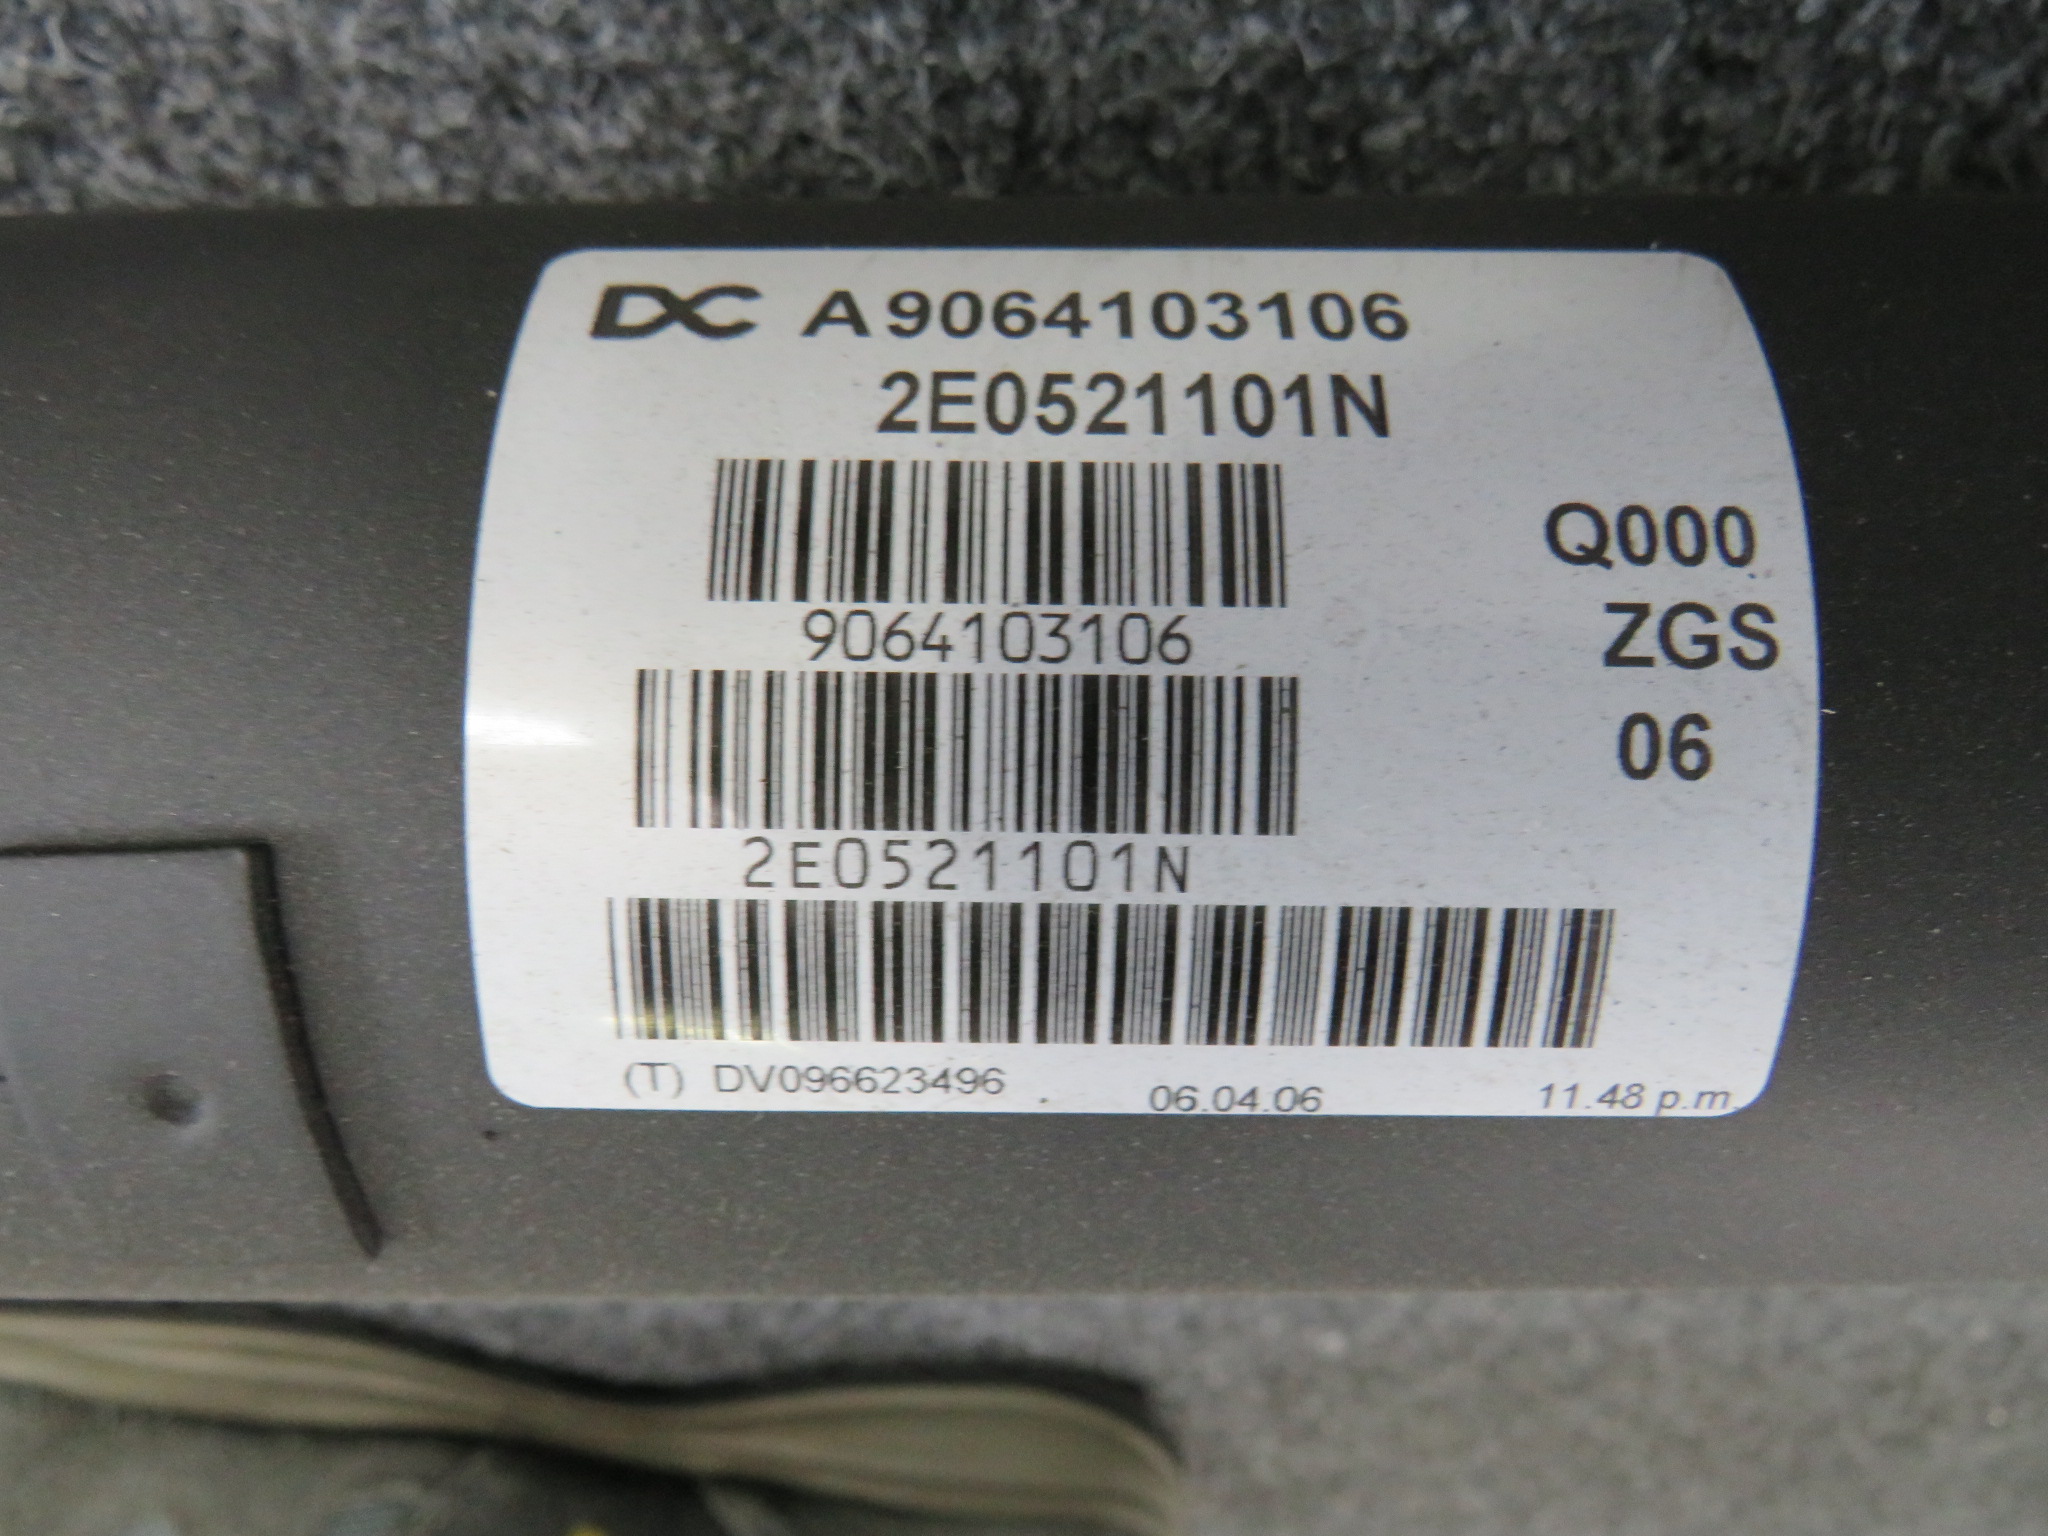 DC A9064103106
2E0521101N
9064103106
Q000
ZGS
06
2E0521101N
(T) DV096623496 06.04.06 11.48 p.m.